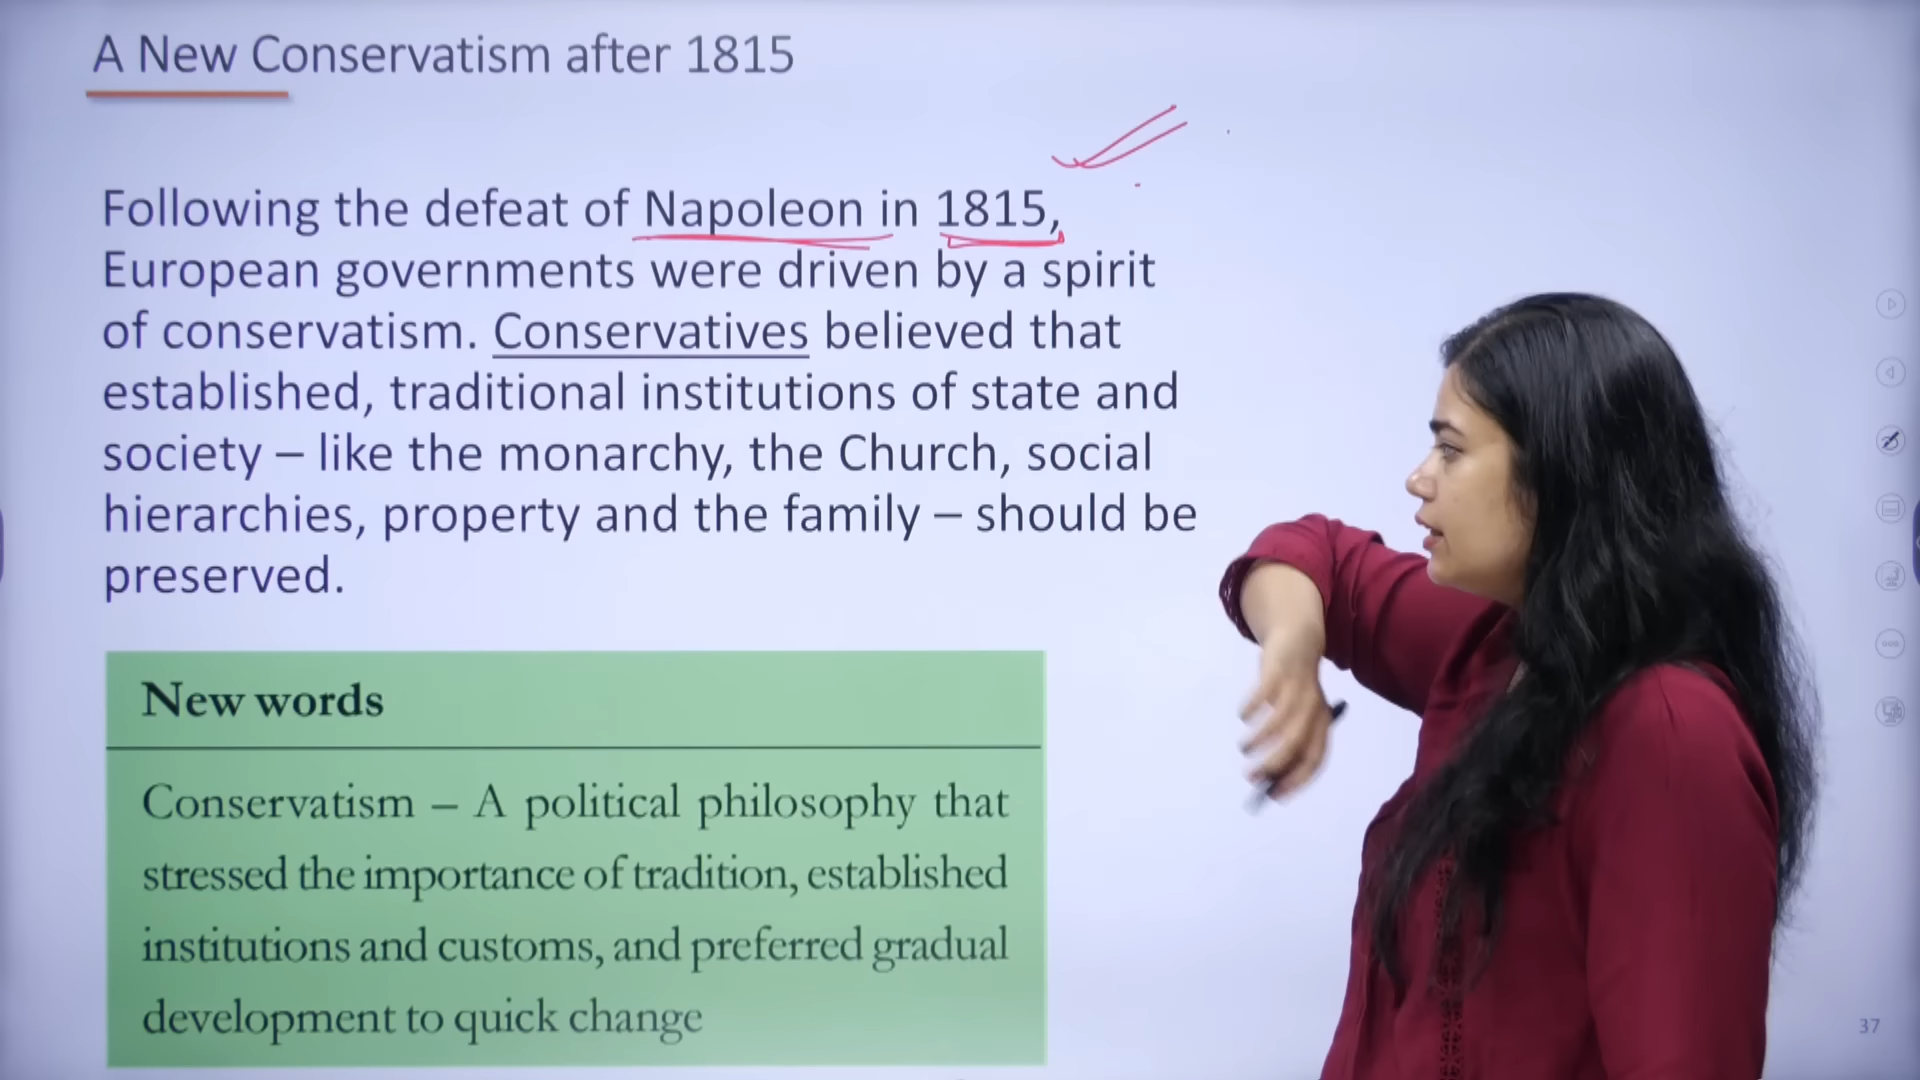 A New Conservatism after 1815
Following the defeat of Napoleon in 1815,
European governments were driven by a spirit
of conservatism. Conservatives believed that
established, traditional institutions of state and
society – like the monarchy, the Church, social
hierarchies, property and the family – should be
preserved.
New words
Conservatism – A political philosophy that
stressed the importance of tradition, established
institutions and customs, and preferred gradual
development to quick change
37